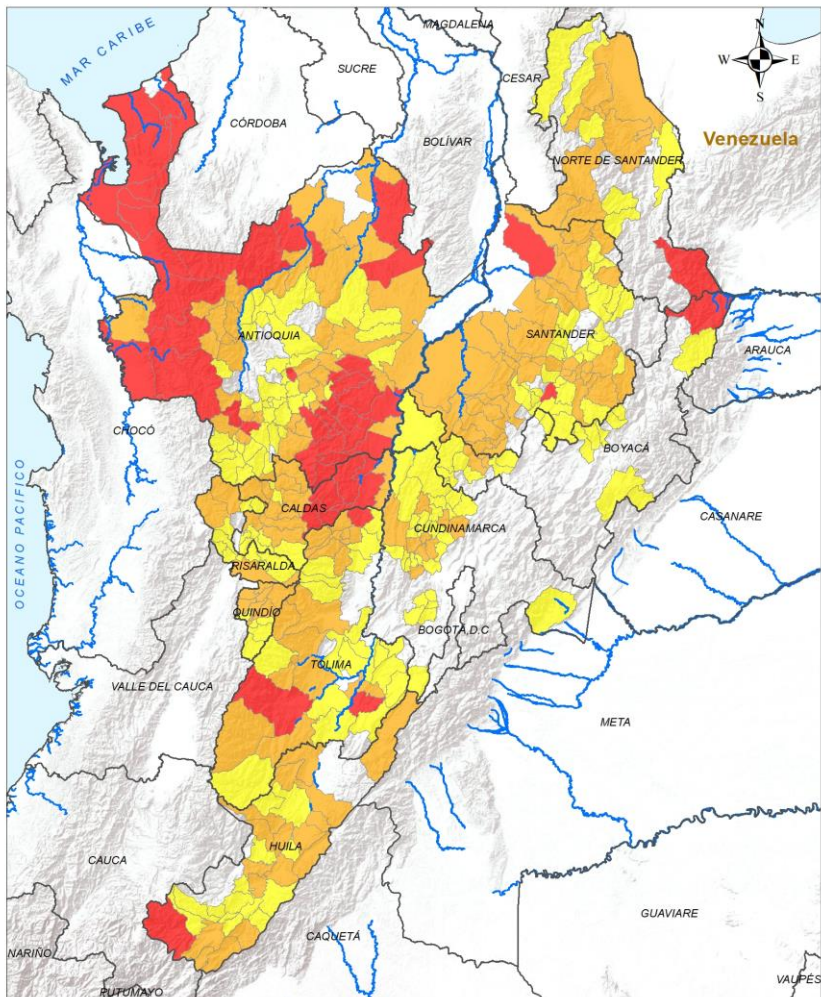 MAGDALENA
N
MAR CARIBE
SUCRE
CESAR
W
E
S
CÓRDOBA
BOLÍVAR
Venezuela
NORTE DE SANTANDER
ANTIOQUIA
SANTANDER
ARAUCA
CHOCÓ
BOYACÁ
OCEANO PACIFICO
CALDAS
CUNDINAMARCA
CASANARE
RISARALDA
QUINDÍO
BOGOTÁ D.C
TOLIMA
VALLE DEL CAUCA
META
HUILA
CAUCA
GUAVIARE
CAQUETÁ
NARIÑO
PUTUMAYO
VAUPÉS